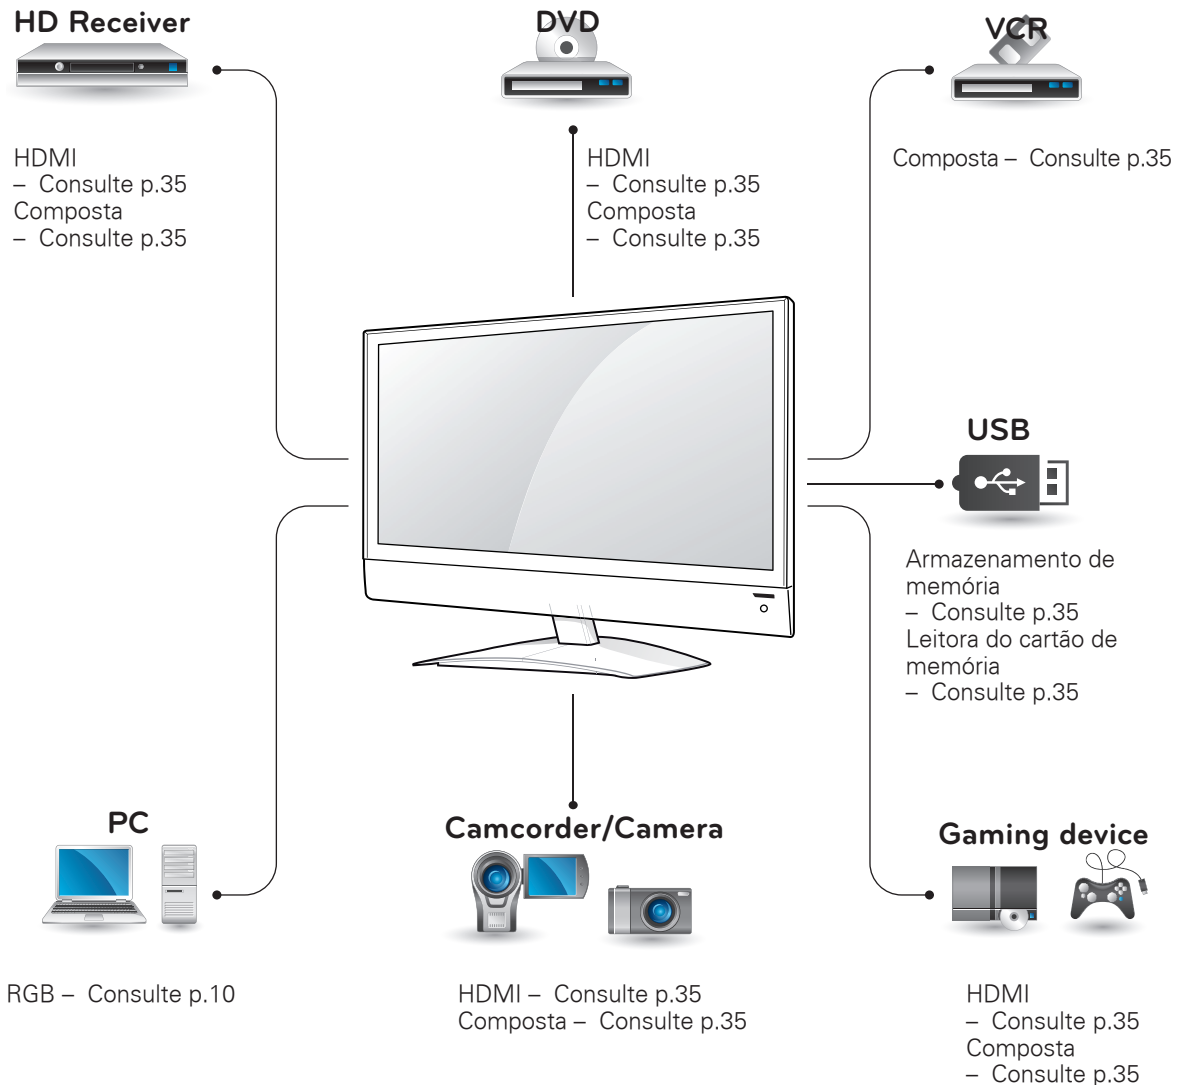 HD Receiver
HDMI
– Consulte p.35
Composta
– Consulte p.35
DVD
HDMI
– Consulte p.35
Composta
– Consulte p.35
VCR
Composta – Consulte p.35
USB
Armazenamento de
memória
– Consulte p.35
Leitora do cartão de
memória
– Consulte p.35
PC
RGB – Consulte p.10
Camcorder/Camera
HDMI – Consulte p.35
Composta – Consulte p.35
Gaming device
HDMI
– Consulte p.35
Composta
– Consulte p.35